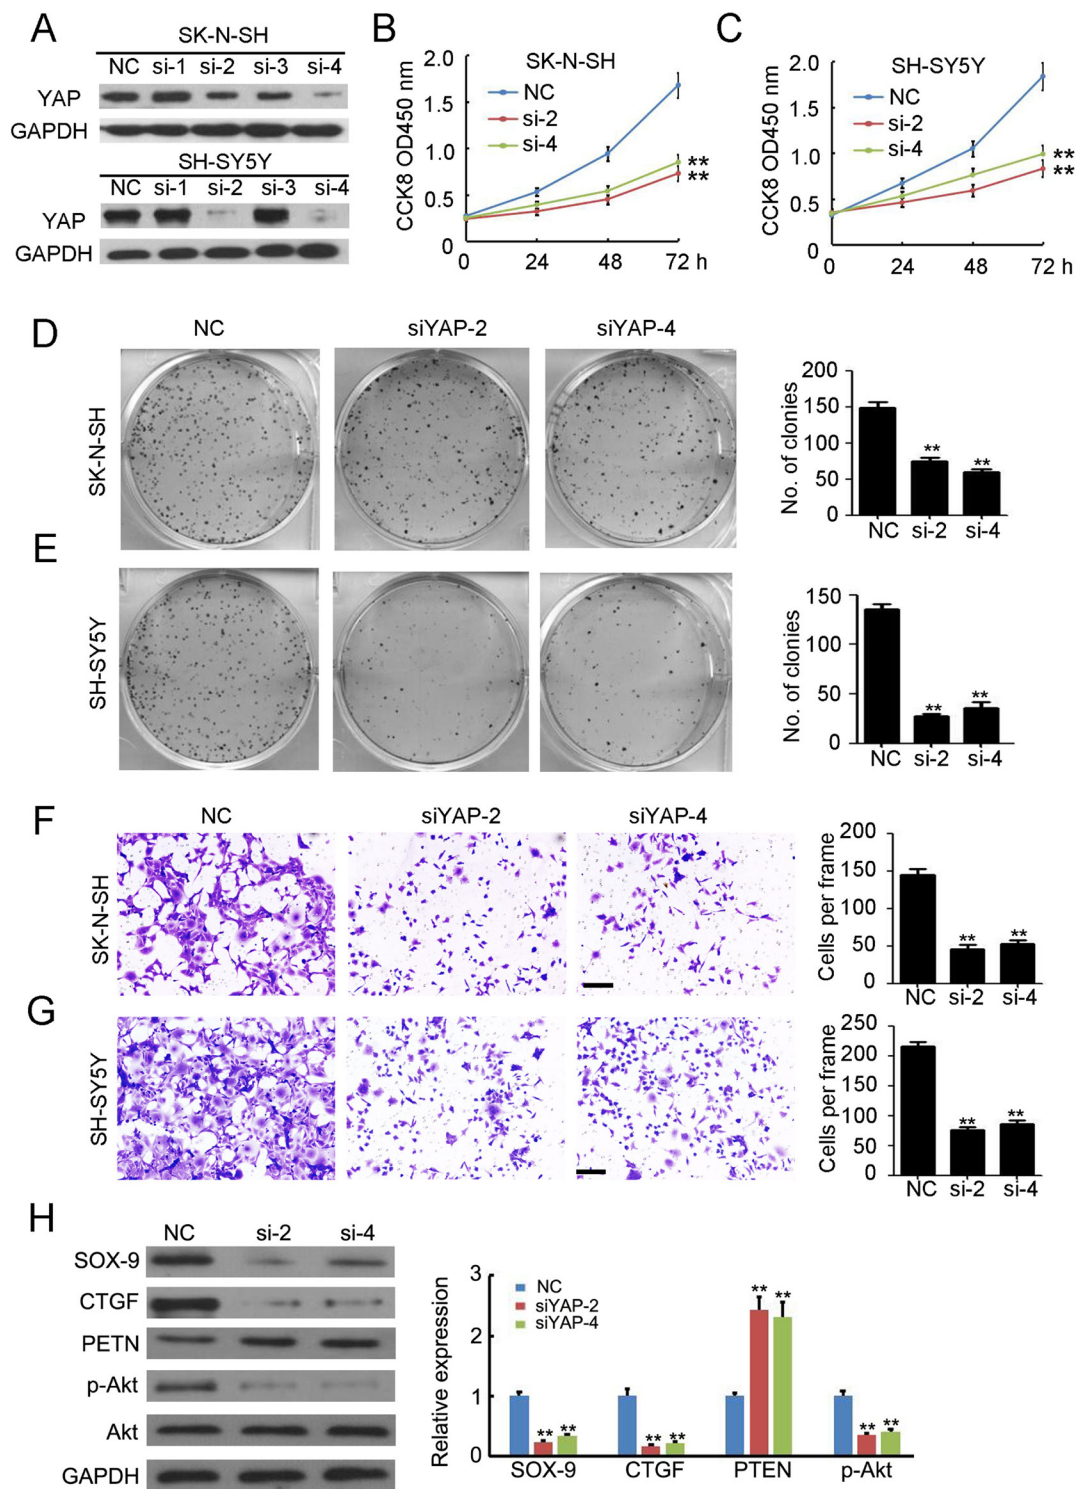 A
SK-N-SH
NC si-1 si-2 si-3 si-4
YAP
GAPDH
SH-SY5Y
NC si-1 si-2 si-3 si-4
YAP
GAPDH
B
SK-N-SH
CCK8 OD450 nm
2.0
1.5
1.0
0.5
0
NC
si-2
si-4
**
**
0 24 48 72 h
C
SH-SY5Y
CCK8 OD450 nm
2.0
1.5
1.0
0.5
0
NC
si-2
si-4
**
**
0 24 48 72 h
D
NC siYAP-2 siYAP-4
SK-N-SH
No. of clonies
200
150
100
50
0
** **
NC si-2 si-4
E
SH-SY5Y
No. of clonies
150
100
50
0
** **
NC si-2 si-4
F
NC siYAP-2 siYAP-4
SK-N-SH
Cells per frame
200
150
100
50
0
** **
NC si-2 si-4
G
SH-SY5Y
Cells per frame
250
200
150
100
50
0
** **
NC si-2 si-4
H
NC si-2 si-4
SOX-9
CTGF
PETN
p-Akt
Akt
GAPDH
Relative expression
3
2
1
0
NC
siYAP-2
siYAP-4
** ** ** ** ** ** ** **
SOX-9 CTGF PTEN p-Akt